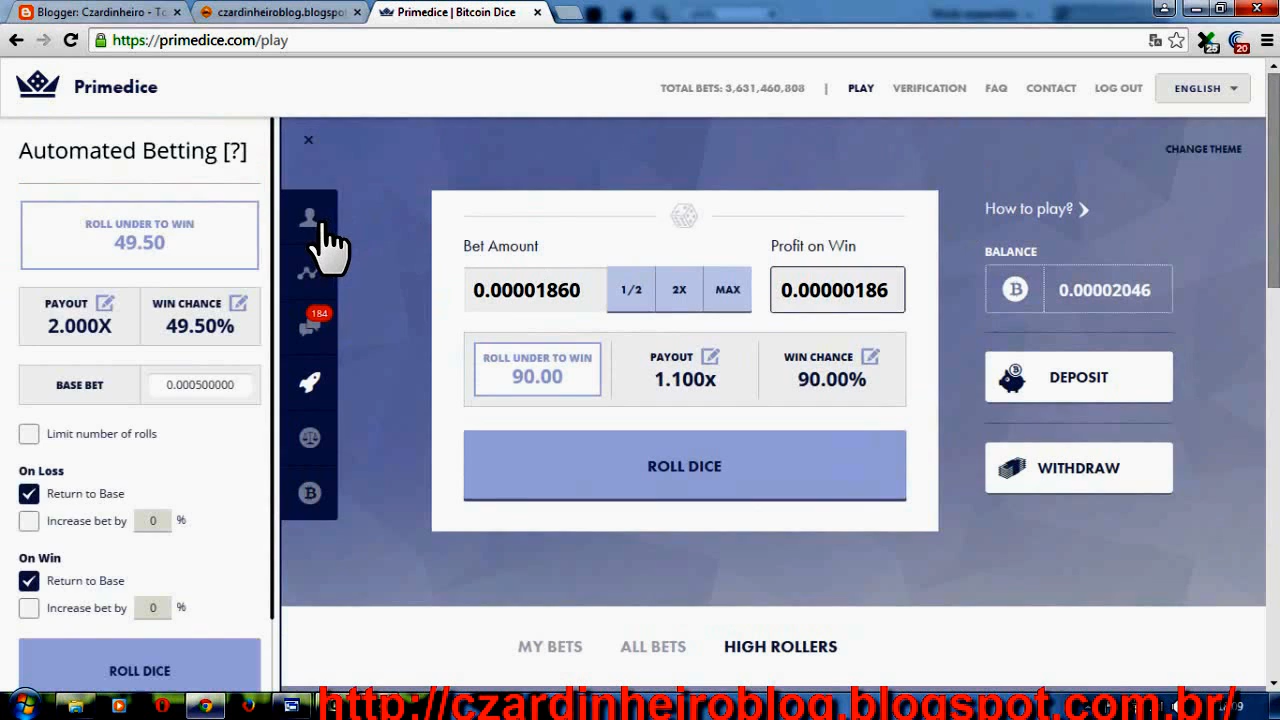 Blogger: Czardinheiro - To
czardinheiroblog.blogspot
Primedice | Bitcoin Dice
https://primedice.com/play
25
20
Primedice
TOTAL BETS: 3,631,460,808 | PLAY VERIFICATION FAQ CONTACT LOG OUT ENGLISH
Automated Betting [?]
ROLL UNDER TO WIN
49.50
PAYOUT
2.000X
WIN CHANCE
49.50%
BASE BET 0.000500000
Limit number of rolls
On Loss
Return to Base
Increase bet by 0 %
On Win
Return to Base
Increase bet by 0 %
ROLL DICE
184
CHANGE THEME
Bet Amount
0.00001860 1/2 2X MAX
Profit on Win
0.00000186
ROLL UNDER TO WIN
90.00
PAYOUT
1.100x
WIN CHANCE
90.00%
ROLL DICE
How to play?
BALANCE
0.00002046
DEPOSIT
WITHDRAW
MY BETS ALL BETS HIGH ROLLERS
http://czardinheiroblog.blogspot.com.br/